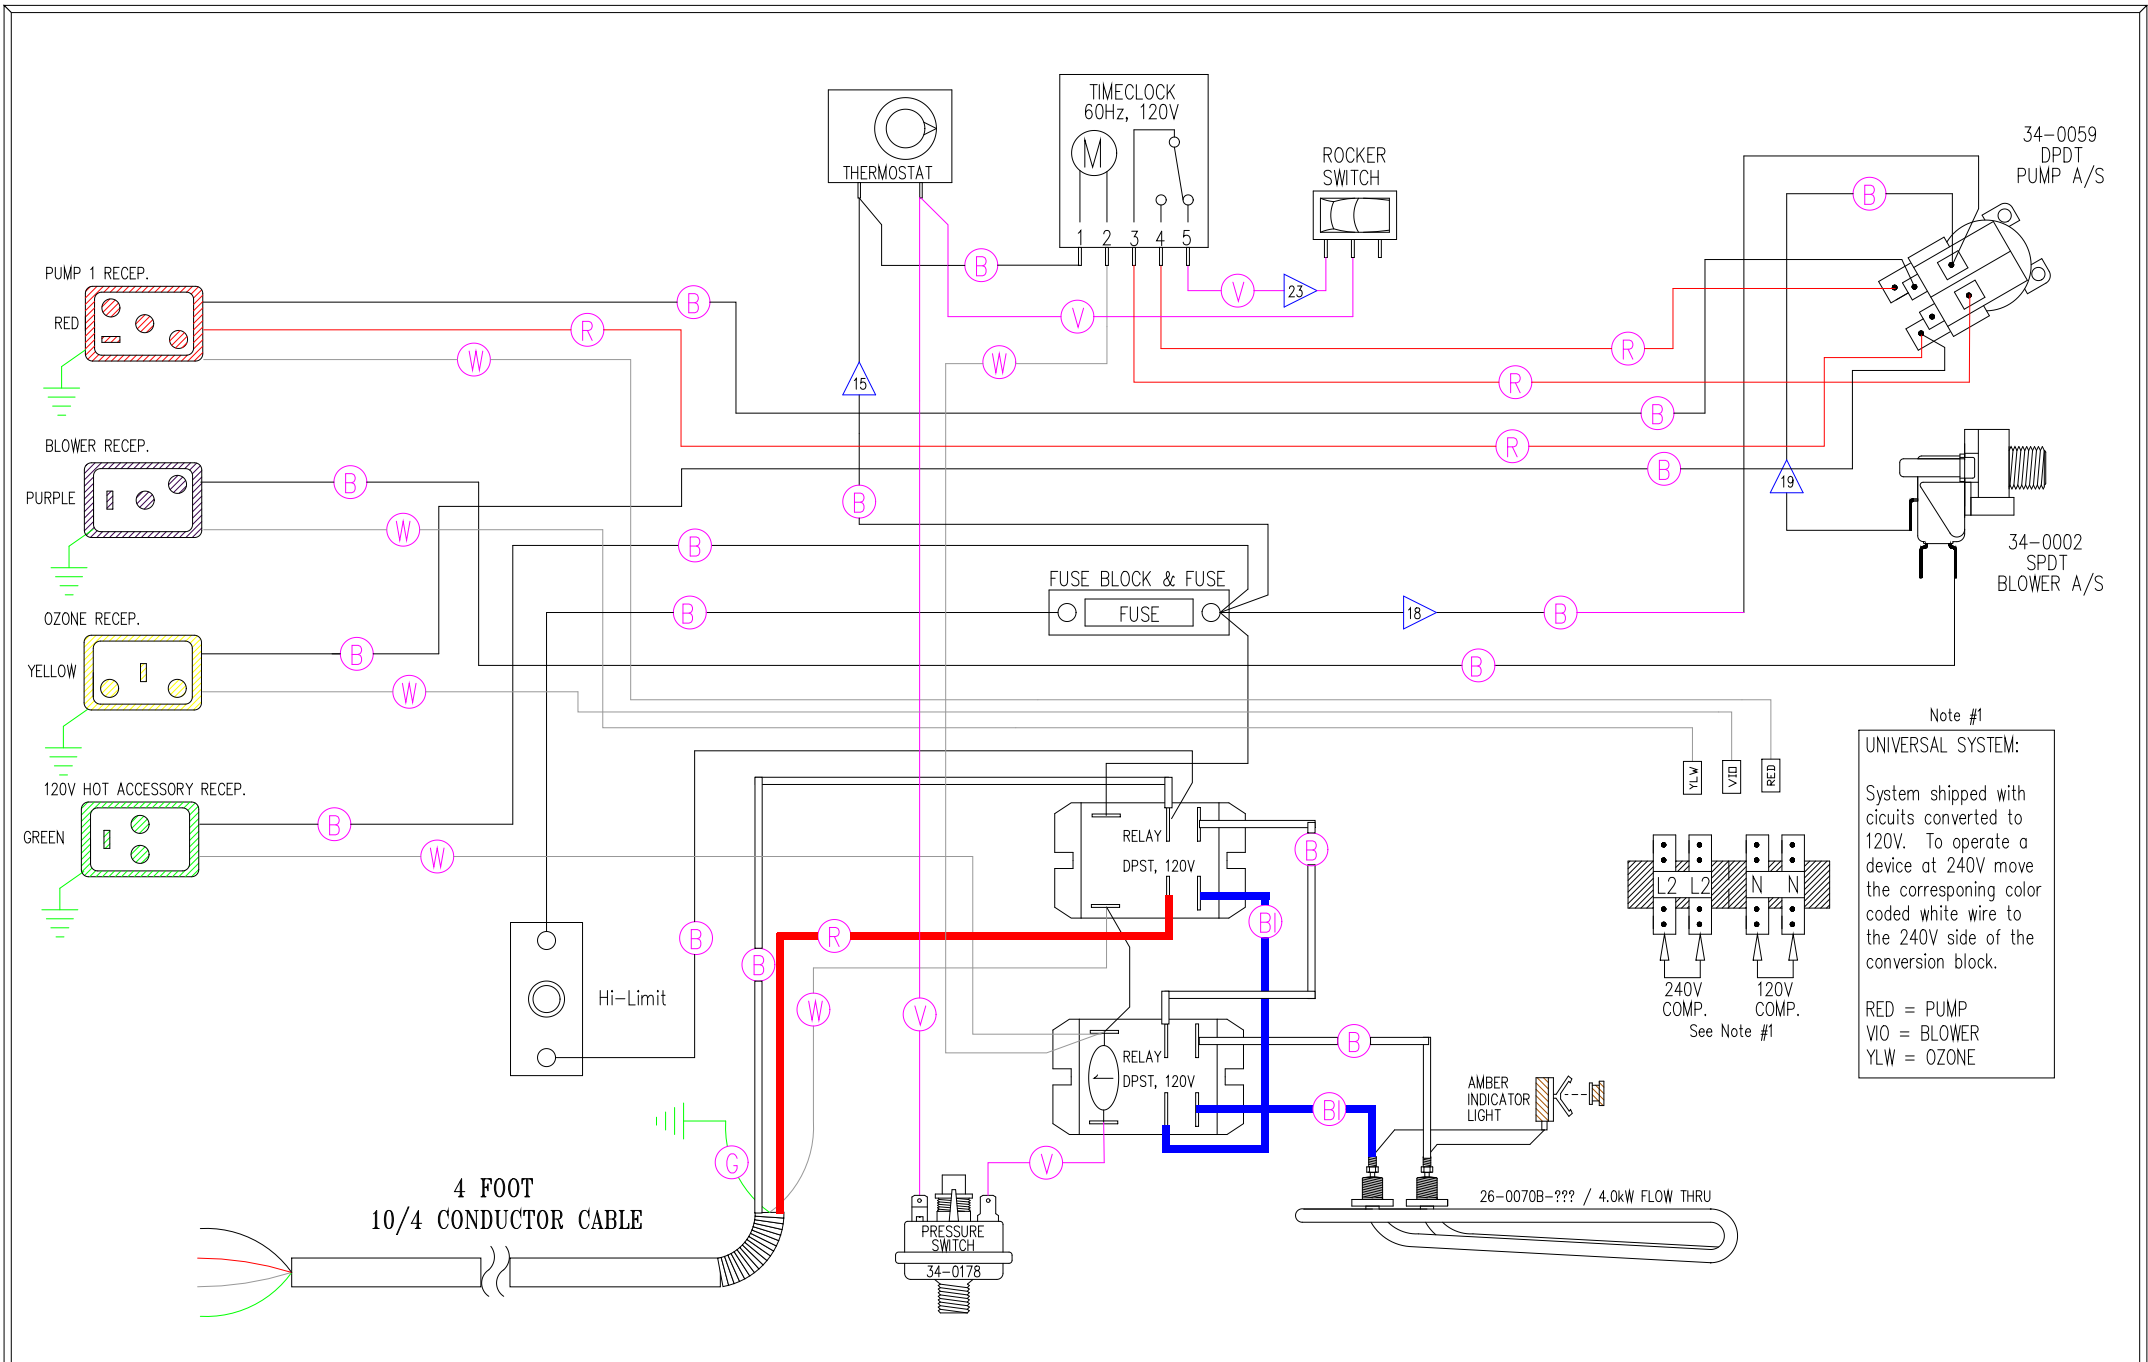 TIMECLOCK
60Hz, 120V
M
1 2 3 4 5
THERMOSTAT
ROCKER
SWITCH
34-0059
DPDT
PUMP A/S
B
B
V
23
V
W
R
R
B
R
B
15
19
B
PUMP 1 RECEP.
RED
B
R
W
BLOWER RECEP.
PURPLE
B
W
B
OZONE RECEP.
YELLOW
B
W
B
FUSE BLOCK & FUSE
FUSE
18
B
B
34-0002
SPDT
BLOWER A/S
120V HOT ACCESSORY RECEP.
GREEN
B
W
YLW
VIO
RED
Note #1
UNIVERSAL SYSTEM:
System shipped with
cicuits converted to
120V. To operate a
device at 240V move
the corresponing color
coded white wire to
the 240V side of the
conversion block.
RED = PUMP
VIO = BLOWER
YLW = OZONE
L2 L2 N N
240V
COMP.
120V
COMP.
See Note #1
RELAY
DPST, 120V
B
Bl
R
B
B
W
V
Hi-Limit
RELAY
DPST, 120V
B
Bl
V
G
AMBER
INDICATOR
LIGHT
4 FOOT
10/4 CONDUCTOR CABLE
PRESSURE
SWITCH
34-0178
26-0070B-??? / 4.0kW FLOW THRU